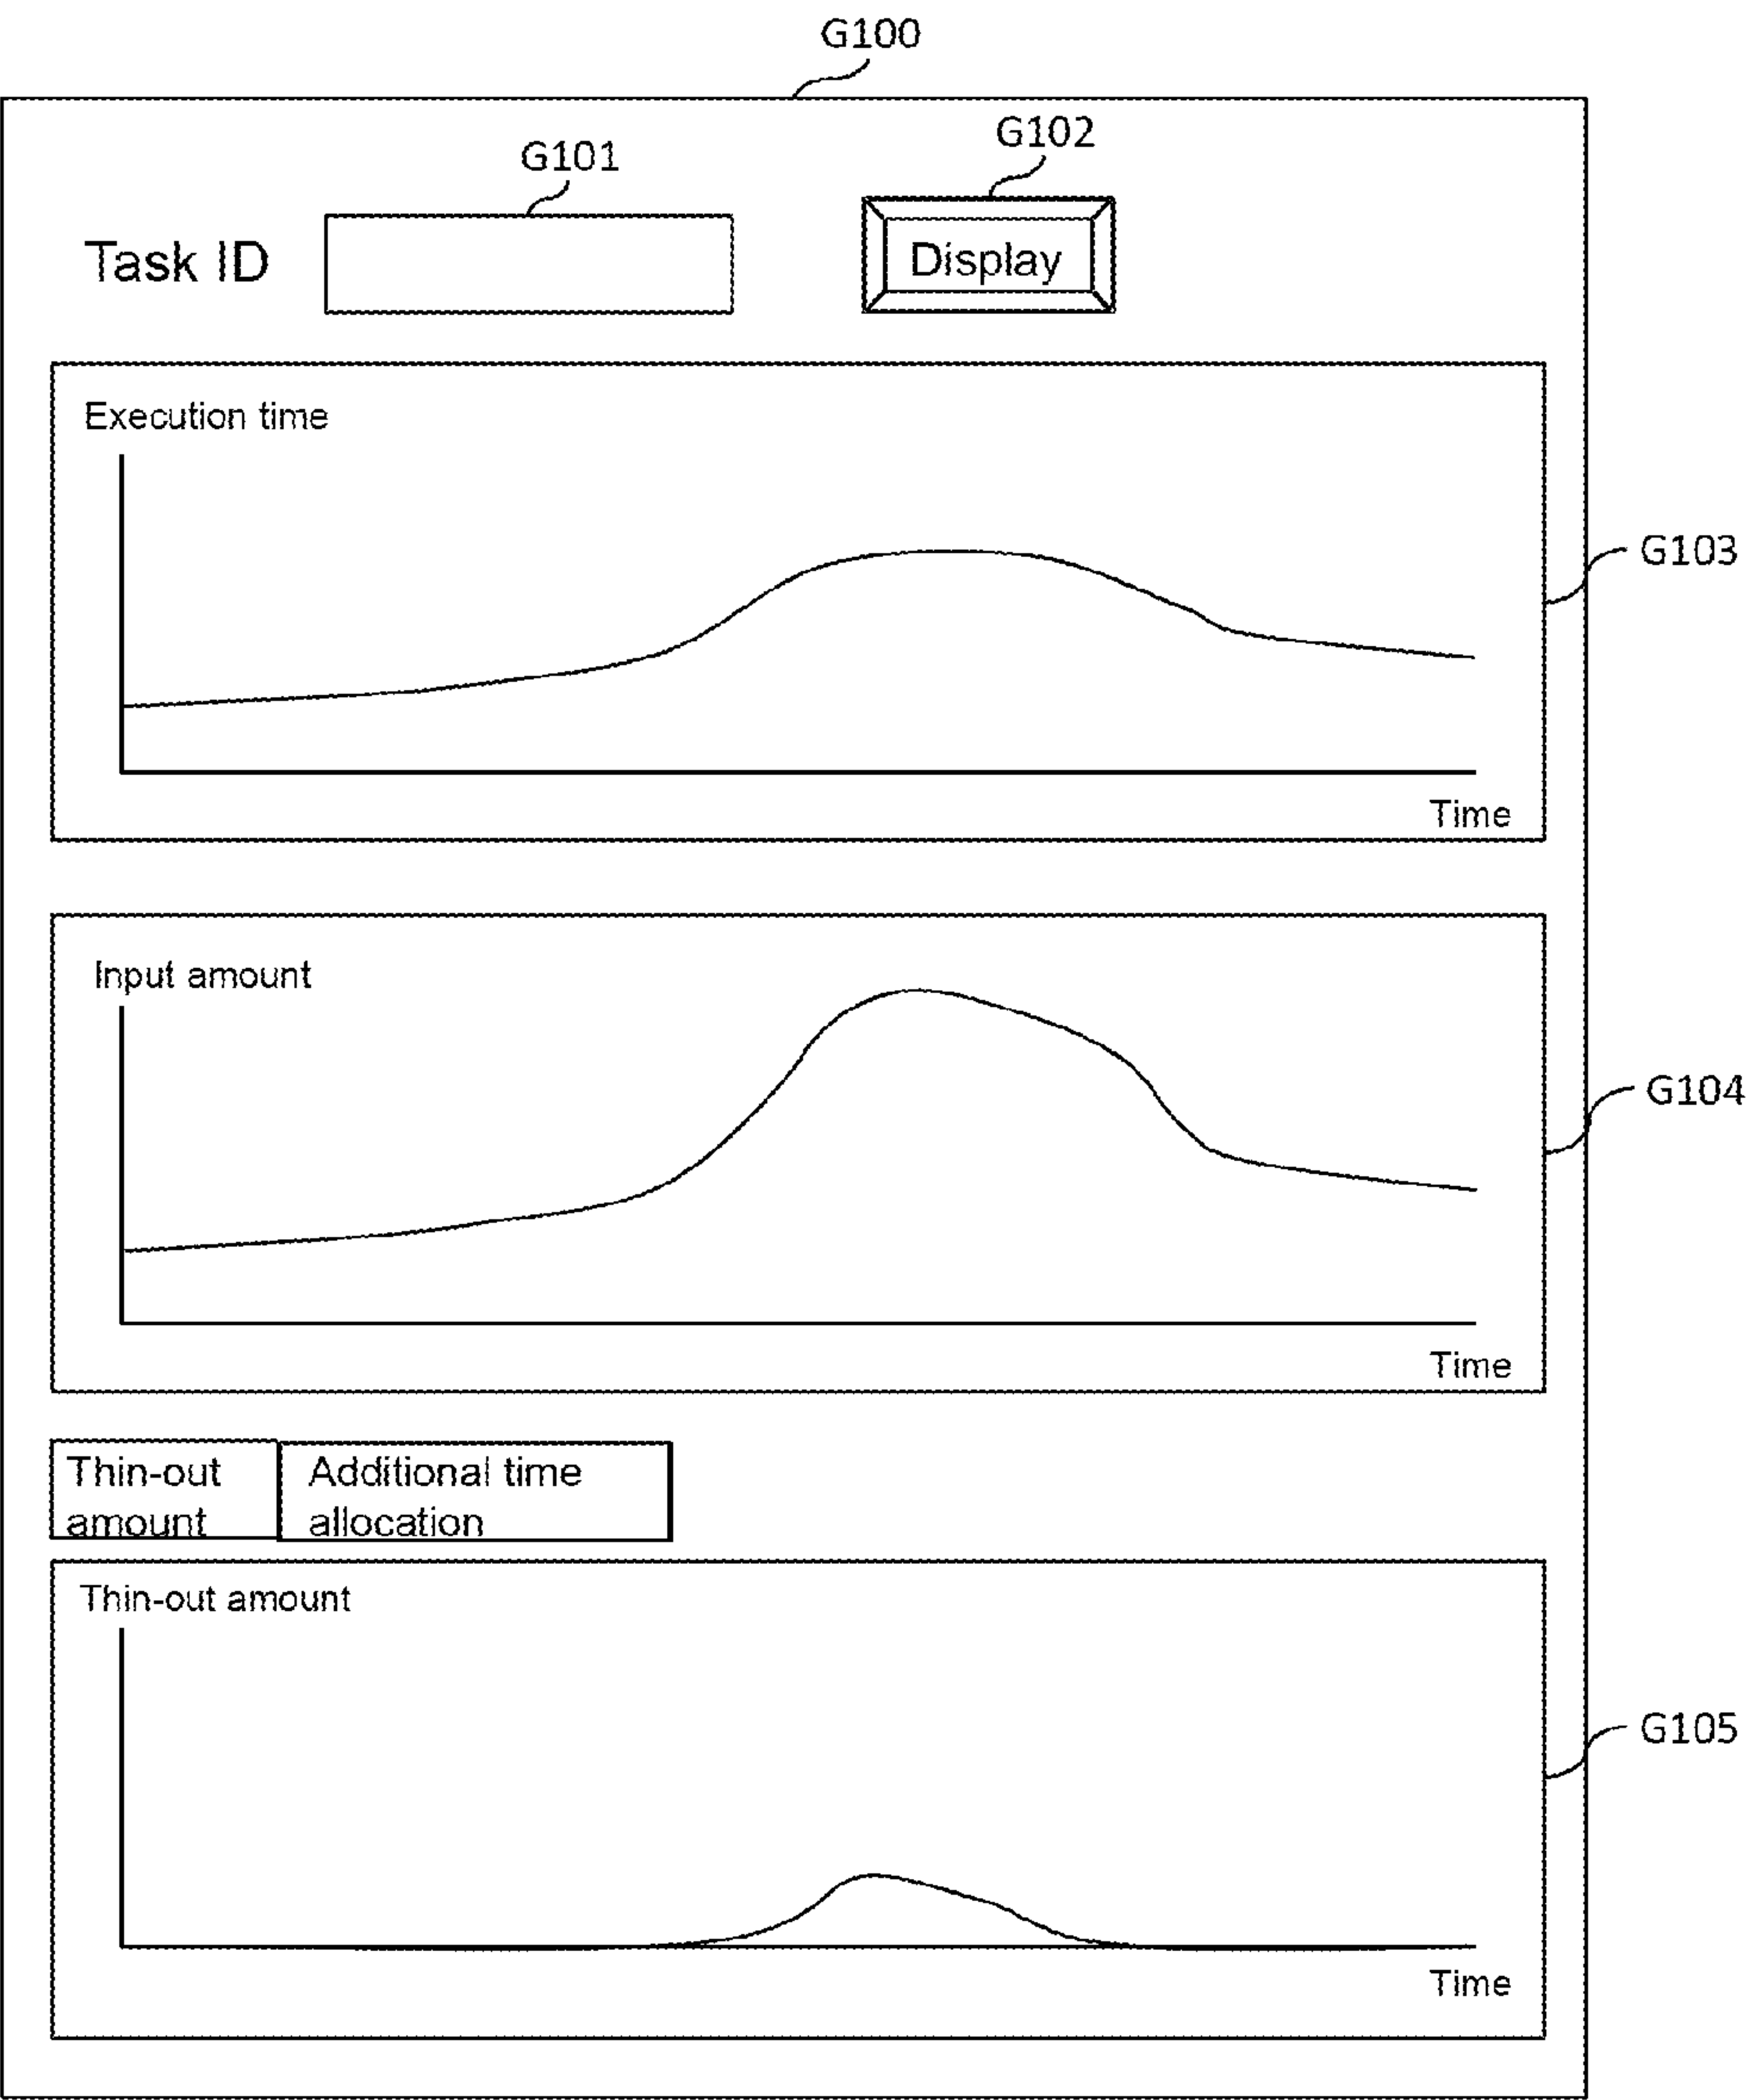 G100
G101
G102
Task ID
Display
Execution time
G103
Time
Input amount
G104
Time
Thin-out
amount
Additional time
allocation
Thin-out amount
G105
Time